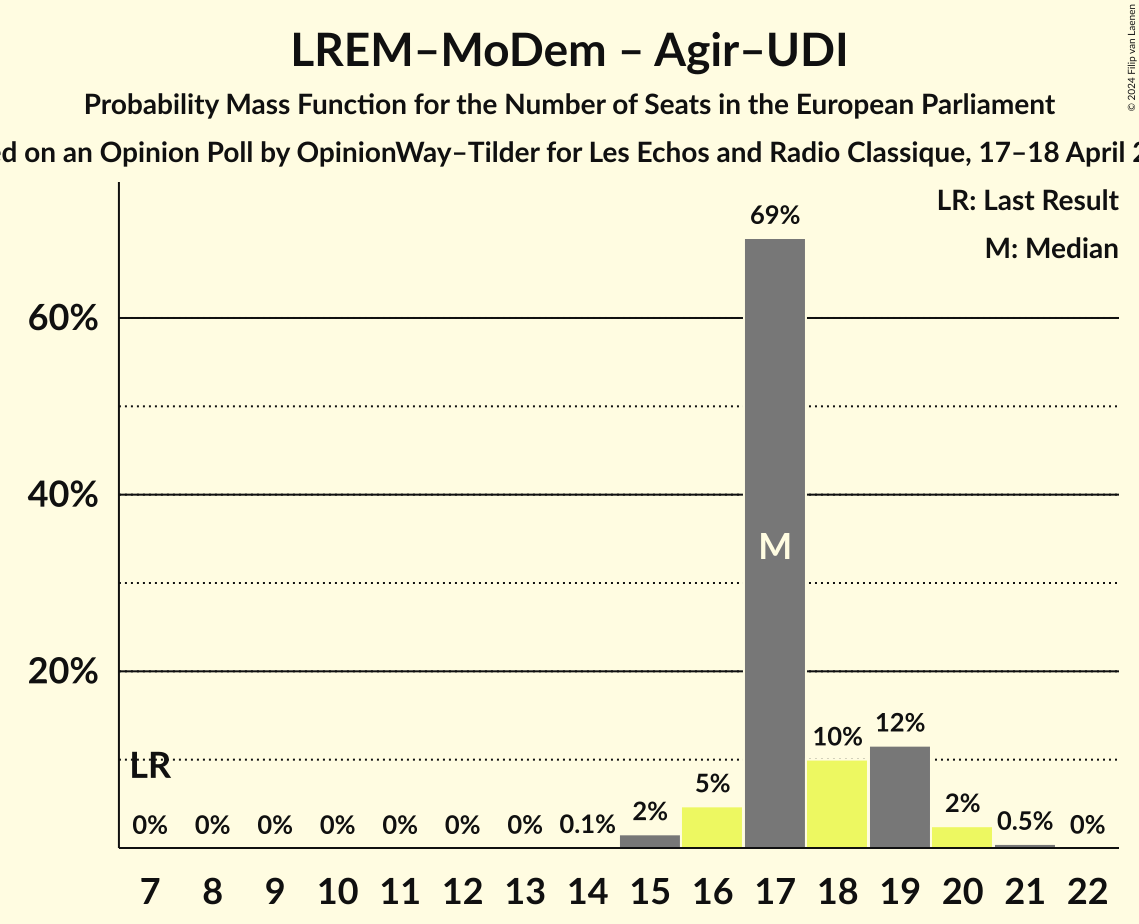 LREM–MoDem – Agir–UDI
Probability Mass Function for the Number of Seats in the European Parliament
on an Opinion Poll by OpinionWay–Tilder for Les Echos and Radio Classique, 17–18 April
© 2024 Filip van Laenen
LR: Last Result
M: Median
69%
60%
40%
M
20%
12%
10%
LR
5%
2%
2%
0% 0% 0% 0% 0% 0% 0% 0.1% 0.5% 0%
7 8 9 10 11 12 13 14 15 16 17 18 19 20 21 22